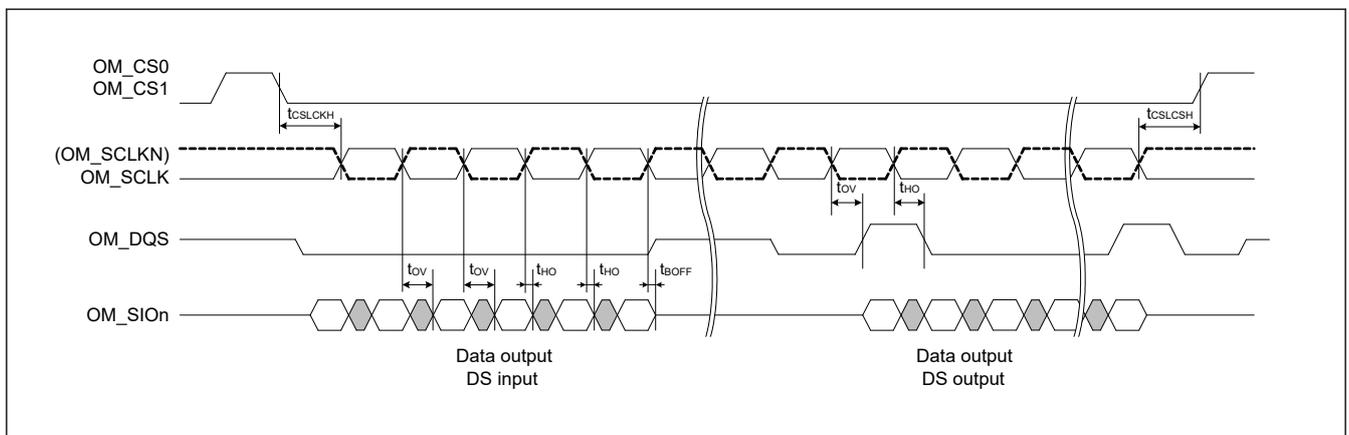 OM_CS0
OM_CS1
tCSLCKH
tCSLCSH
(OM_SCLKN)
OM_SCLK
tOV
tHO
OM_DQS
tOV
tOV
tHO
tHO
tBOFF
OM_SIOn
Data output
DS input
Data output
DS output